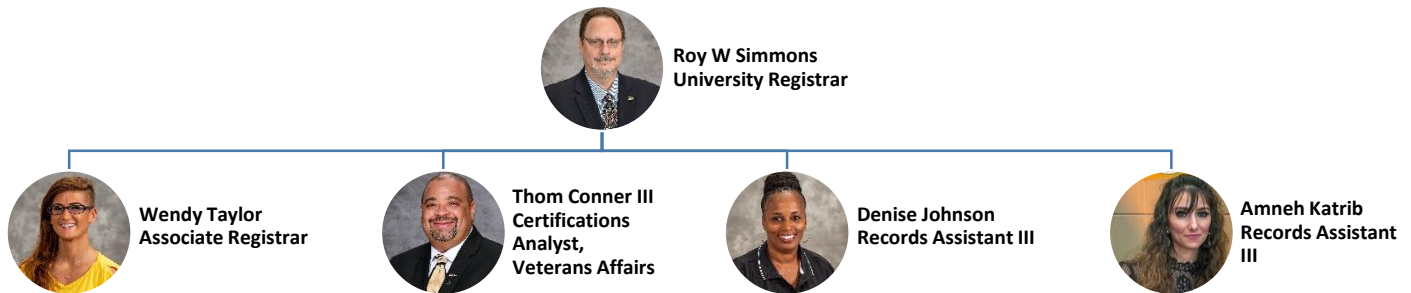 Roy W Simmons
University Registrar
Wendy Taylor
Associate Registrar
Thom Conner III
Certifications
Analyst,
Veterans Affairs
Denise Johnson
Records Assistant III
Amneh Katrib
Records Assistant
III